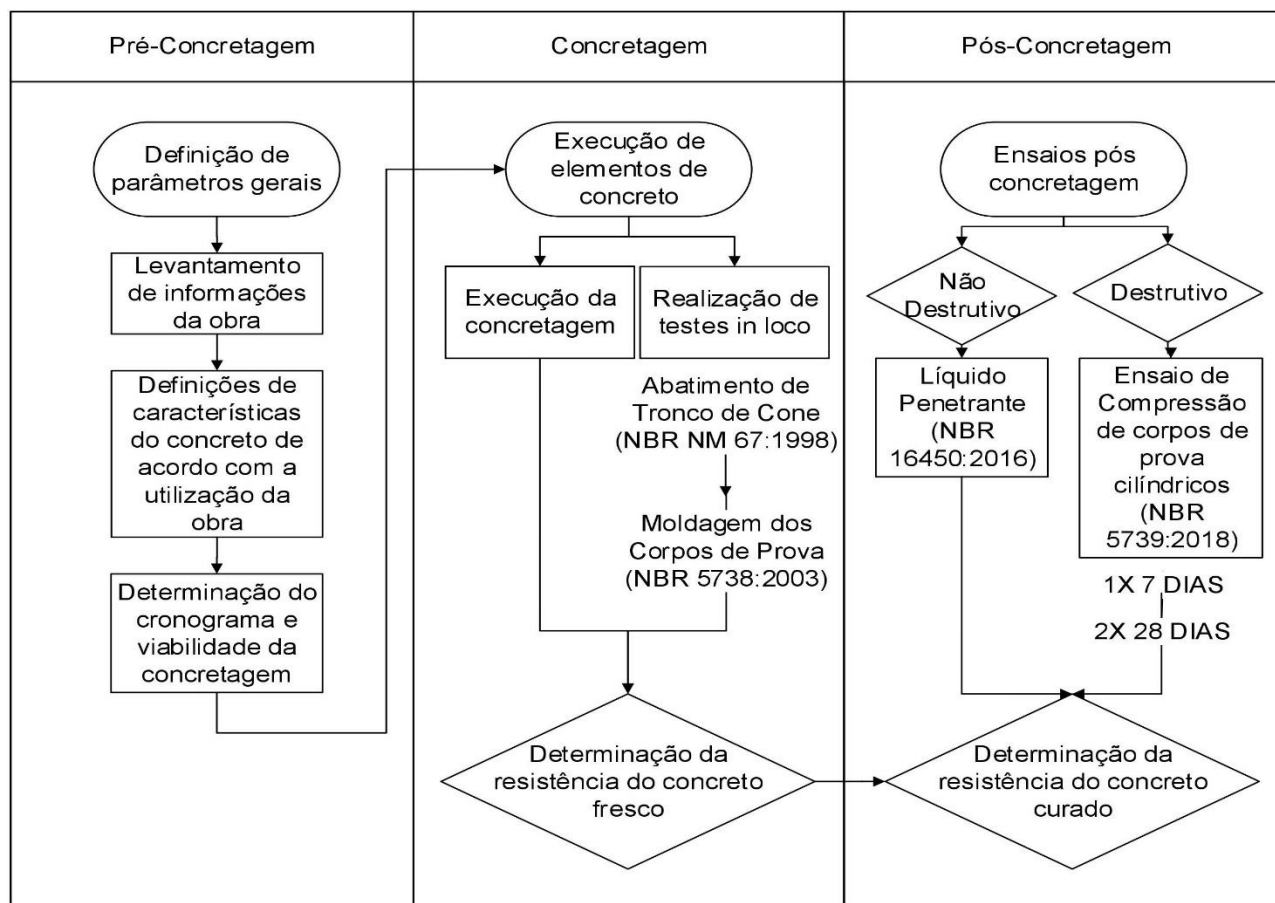 Pré-Concretagem
Definição de
parâmetros gerais
Levantamento
de informações
da obra
Definições de
características
do concreto de
acordo com a
utilização da
obra
Determinação do
cronograma e
viabilidade da
concretagem
Concretagem
Execução de
elementos de
concreto
Execução da
concretagem
Realização de
testes in loco
Abatimento de
Tronco de Cone
(NBR NM 67:1998)
Moldagem dos
Corpos de Prova
(NBR 5738:2003)
Determinação da
resistência do concreto
fresco
Pós-Concretagem
Ensaios pós
concretagem
Não
Destrutivo
Destrutivo
Líquido
Penetrante
(NBR
16450:2016)
Ensaio de
Compressão
de corpos de
prova
cilíndricos
(NBR
5739:2018)
1X 7 DIAS
2X 28 DIAS
Determinação da
resistência do concreto
curado